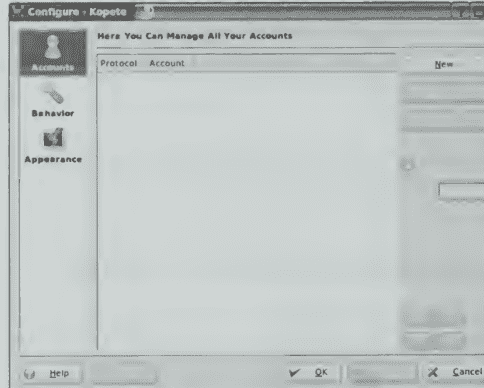 Configure - Kopete
Here You Can Manage All Your Accounts
Accounts
Behavior
Appearance
Protocol Account
New
Help
OK
Cancel